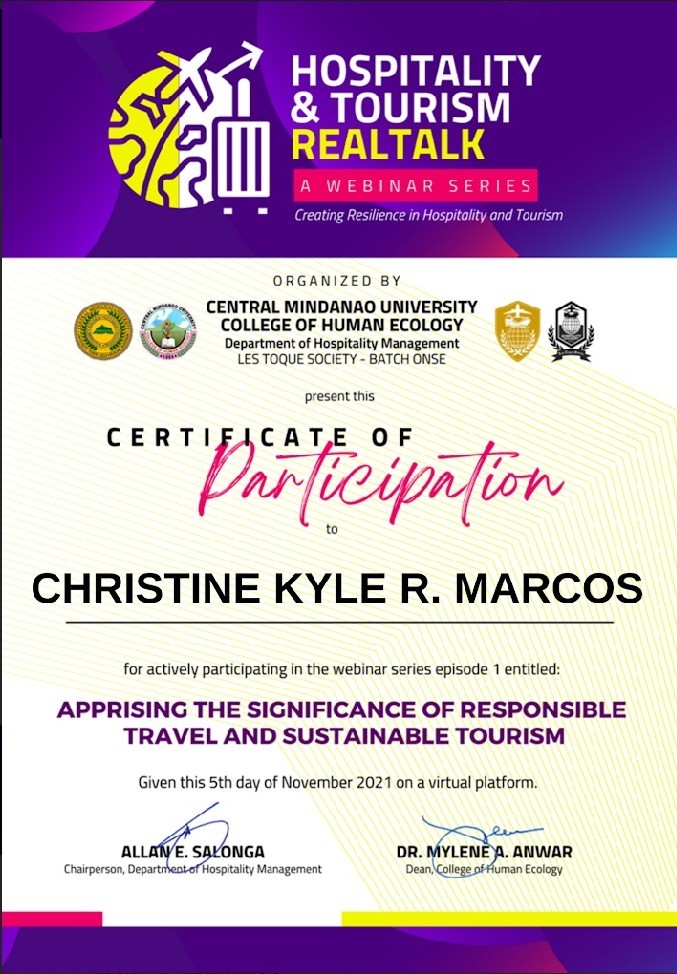 HOSPITALITY
& TOURISM
REALTALK
A WEBINAR SERIES
Creating Resilience in Hospitality and Tourism
ORGANIZED BY
CENTRAL MINDANAO UNIVERSITY
COLLEGE OF HUMAN ECOLOGY
Department of Hospitality Management
LES TOQUE SOCIETY - BATCH ONSE
present this
CERTIFICATE OF
Participation
to
CHRISTINE KYLE R. MARCOS
for actively participating in the webinar series episode 1 entitled:
APPRISING THE SIGNIFICANCE OF RESPONSIBLE
TRAVEL AND SUSTAINABLE TOURISM
Given this 5th day of November 2021 on a virtual platform.
ALLAN E. SALONGA
Chairperson, Department of Hospitality Management
DR. MYLENE A. ANWAR
Dean, College of Human Ecology